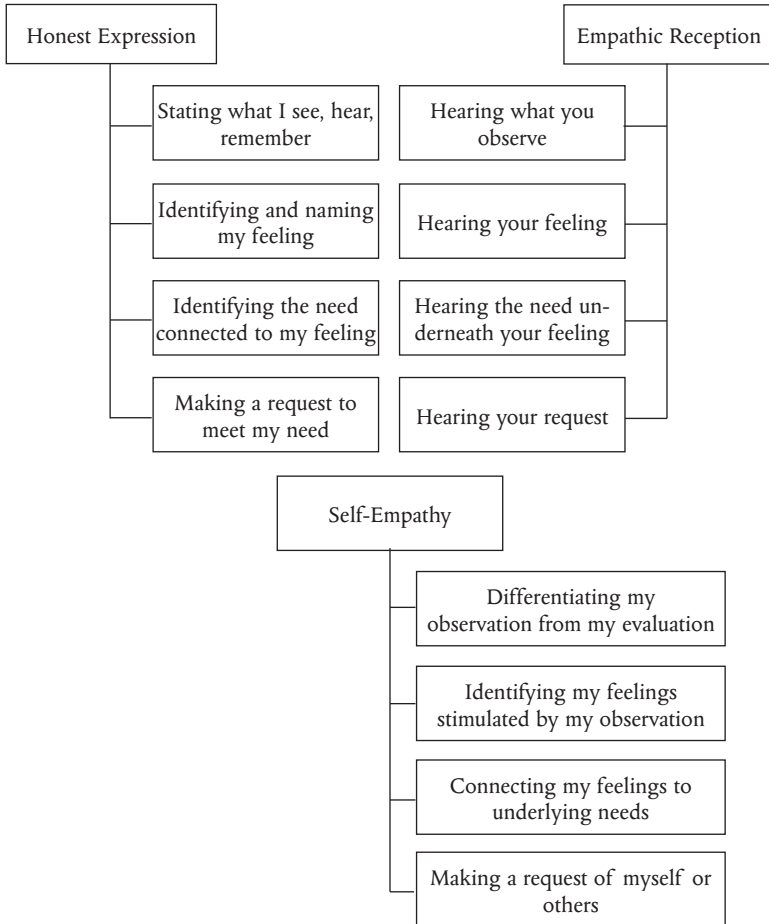 Honest Expression
Empathic Reception
Stating what I see, hear,
remember
Hearing what you
observe
Identifying and naming
my feeling
Hearing your feeling
Identifying the need
connected to my feeling
Hearing the need un-
derneath your feeling
Making a request to
meet my need
Hearing your request
Self-Empathy
Differentiating my
observation from my evaluation
Identifying my feelings
stimulated by my observation
Connecting my feelings to
underlying needs
Making a request of myself or
others